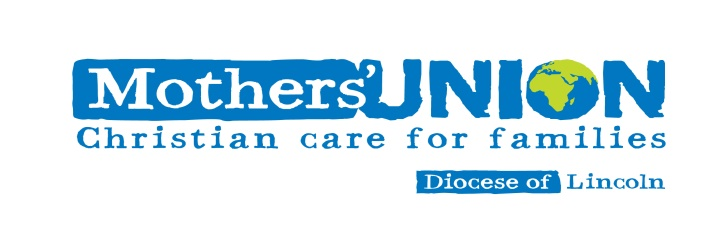 Mothers' UNION
Christian care for families
Diocese of Lincoln